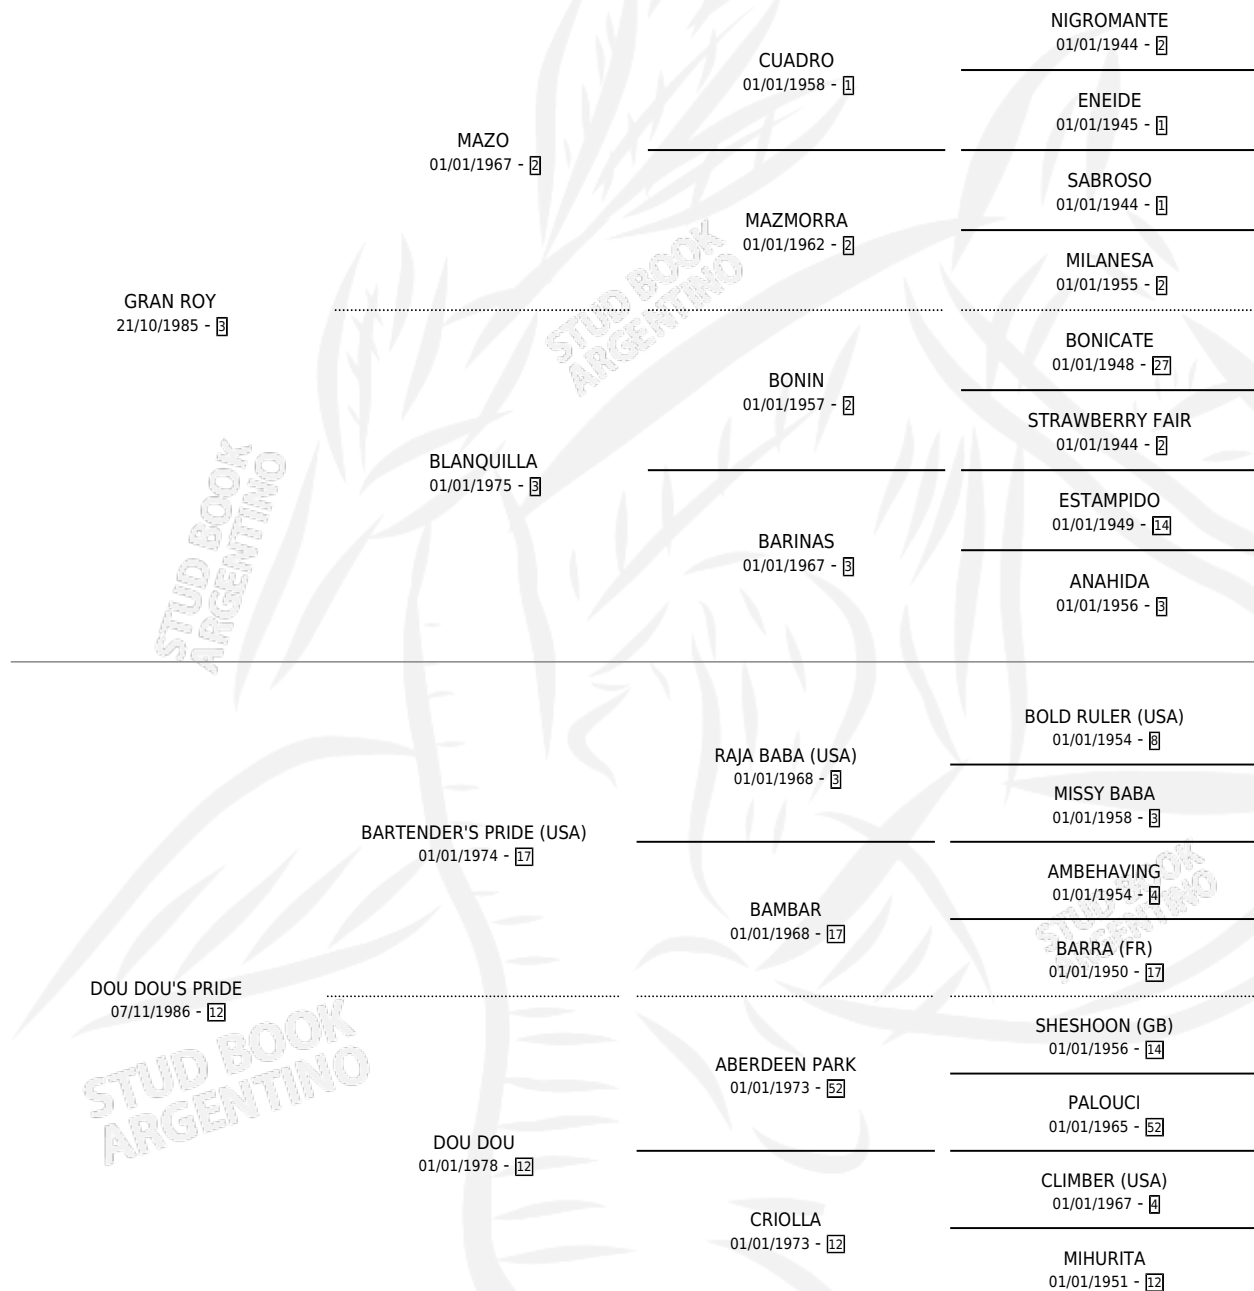 GRAN ROY
21/10/1985 - 3
MAZO
01/01/1967 - 2
BLANQUILLA
01/01/1975 - 3
CUADRO
01/01/1958 - 1
MAZMORRA
01/01/1962 - 2
BONIN
01/01/1957 - 2
BARINAS
01/01/1967 - 3
NIGROMANTE
01/01/1944 - 2
ENEIDE
01/01/1945 - 1
SABROSO
01/01/1944 - 1
MILANESA
01/01/1955 - 2
BONICATE
01/01/1948 - 27
STRAWBERRY FAIR
01/01/1944 - 2
ESTAMPIDO
01/01/1949 - 14
ANAHIDA
01/01/1956 - 3
DOU DOU'S PRIDE
07/11/1986 - 12
BARTENDER'S PRIDE (USA)
01/01/1974 - 17
DOU DOU
01/01/1978 - 12
RAJA BABA (USA)
01/01/1968 - 3
BAMBAR
01/01/1968 - 17
ABERDEEN PARK
01/01/1973 - 52
CRIOLLA
01/01/1973 - 12
BOLD RULER (USA)
01/01/1954 - 8
MISSY BABA
01/01/1958 - 3
AMBEHAVING
01/01/1954 - 4
BARRA (FR)
01/01/1950 - 17
SHESHOON (GB)
01/01/1956 - 14
PALOUCI
01/01/1965 - 52
CLIMBER (USA)
01/01/1967 - 4
MIHURITA
01/01/1951 - 12
STUD BOOK
ARGENTINO
STUD BOOK
ARGENTINO
STUD BOOK
ARGENTINO
STUD BOOK
ARGENTINO